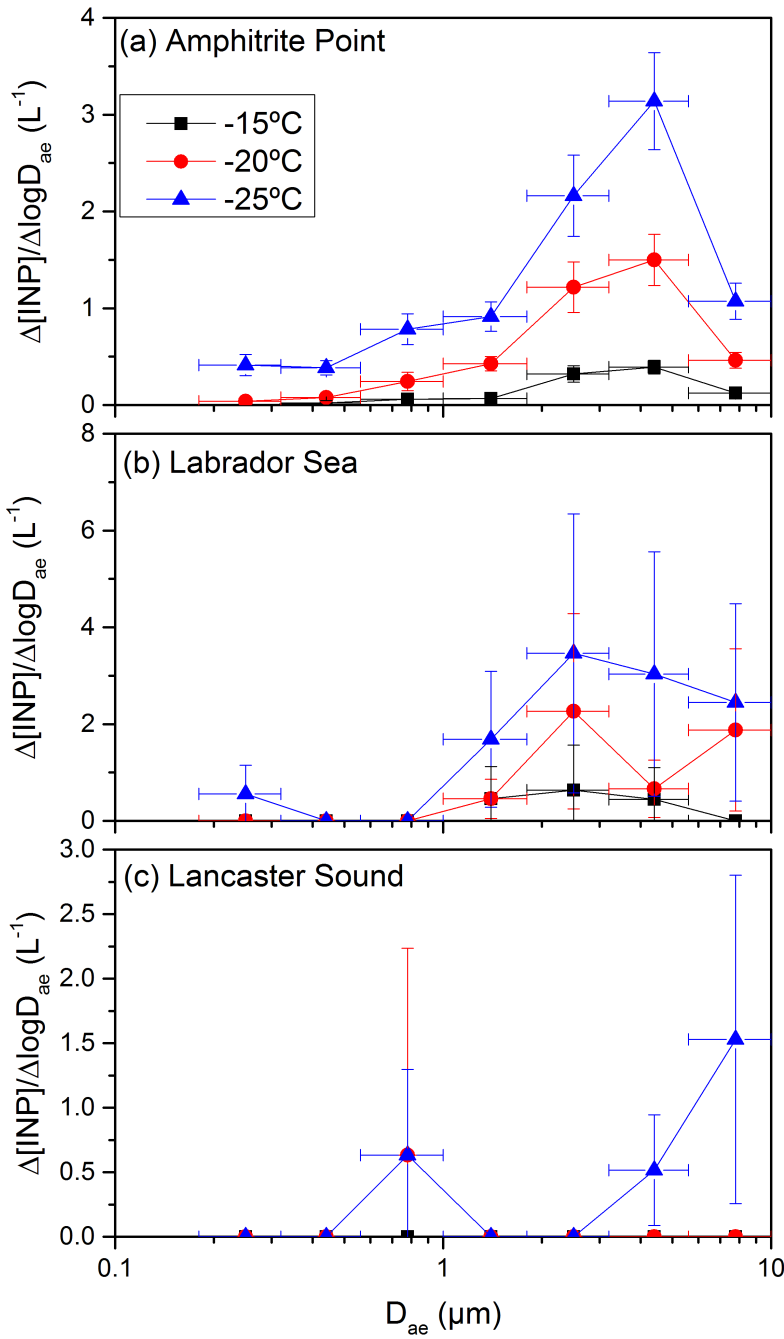 (a) Amphitrite Point
-15ºC
-20ºC
-25ºC
Δ[INP]/ΔlogDae (L-1)
4
3
2
1
0
(b) Labrador Sea
Δ[INP]/ΔlogDae (L-1)
8
6
4
2
0
(c) Lancaster Sound
Δ[INP]/ΔlogDae (L-1)
3.0
2.5
2.0
1.5
1.0
0.5
0.0
0.1 1 10
Dae (μm)